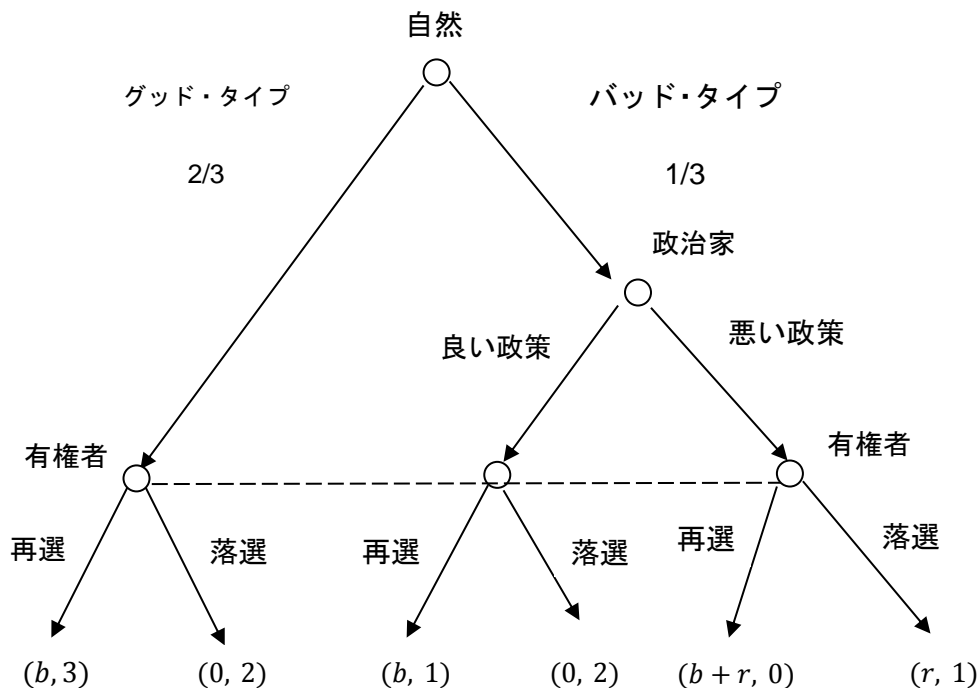 自然
グッド・タイプ バッド・タイプ
2/3 1/3
政治家
良い政策 悪い政策
有権者 有権者
再選 落選 再選 落選 再選 落選
(b, 3) (0, 2) (b, 1) (0, 2) (b + r, 0) (r, 1)